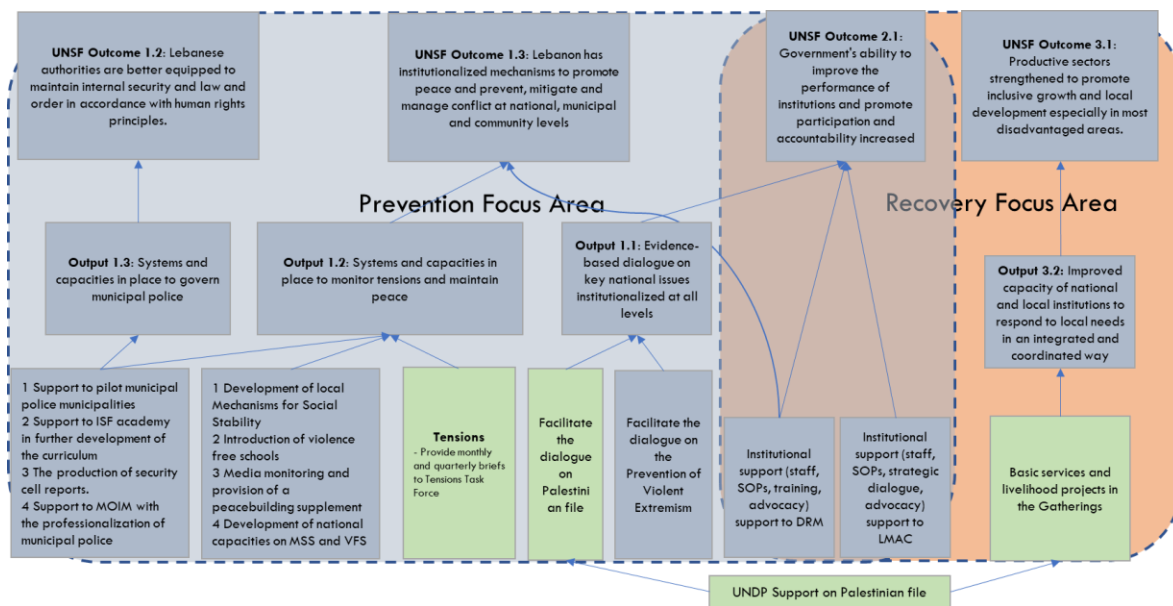 UNSF Outcome 1.2: Lebanese
authorities are better equipped to
maintain internal security and law and
order in accordance with human rights
principles.
UNSF Outcome 1.3: Lebanon has
institutionalized mechanisms to promote
peace and prevent, mitigate and
manage conflict at national, municipal
and community levels
UNSF Outcome 2.1:
Government's ability to
improve the
performance of
institutions and promote
participation and
accountability increased
UNSF Outcome 3.1:
Productive sectors
strengthened to promote
inclusive growth and local
development especially in most
disadvantaged areas.
Prevention Focus Area
Recovery Focus Area
Output 1.3: Systems and
capacities in place to govern
municipal police
Output 1.2: Systems and capacities in
place to monitor tensions and maintain
peace
Output 1.1: Evidence-
based dialogue on
key national issues
institutionalized at all
levels
Output 3.2: Improved
capacity of national
and local institutions to
respond to local needs
in an integrated and
coordinated way
1 Support to pilot municipal
police municipalities
2 Support to ISF academy
in further development of
the curriculum
3 The production of security
cell reports.
4 Support to MOIM with
the professionalization of
municipal police
1 Development of local
Mechanisms for Social
Stability
2 Introduction of violence
free schools
3 Media monitoring and
provision of a
peacebuilding supplement
4 Development of national
capacities on MSS and VFS
Tensions
- Provide monthly
and quarterly briefs
to Tensions Task
Force
Facilitate
the
dialogue
on
Palestini
an file
Facilitate the
dialogue on
the
Prevention of
Violent
Extremism
Institutional
support (staff,
SOPs, training,
advocacy)
support to DRM
Institutional
support (staff,
SOPs, strategic
dialogue,
advocacy)
support to
LMAC
Basic services and
livelihood projects in
the Gatherings
UNDP Support on Palestinian file